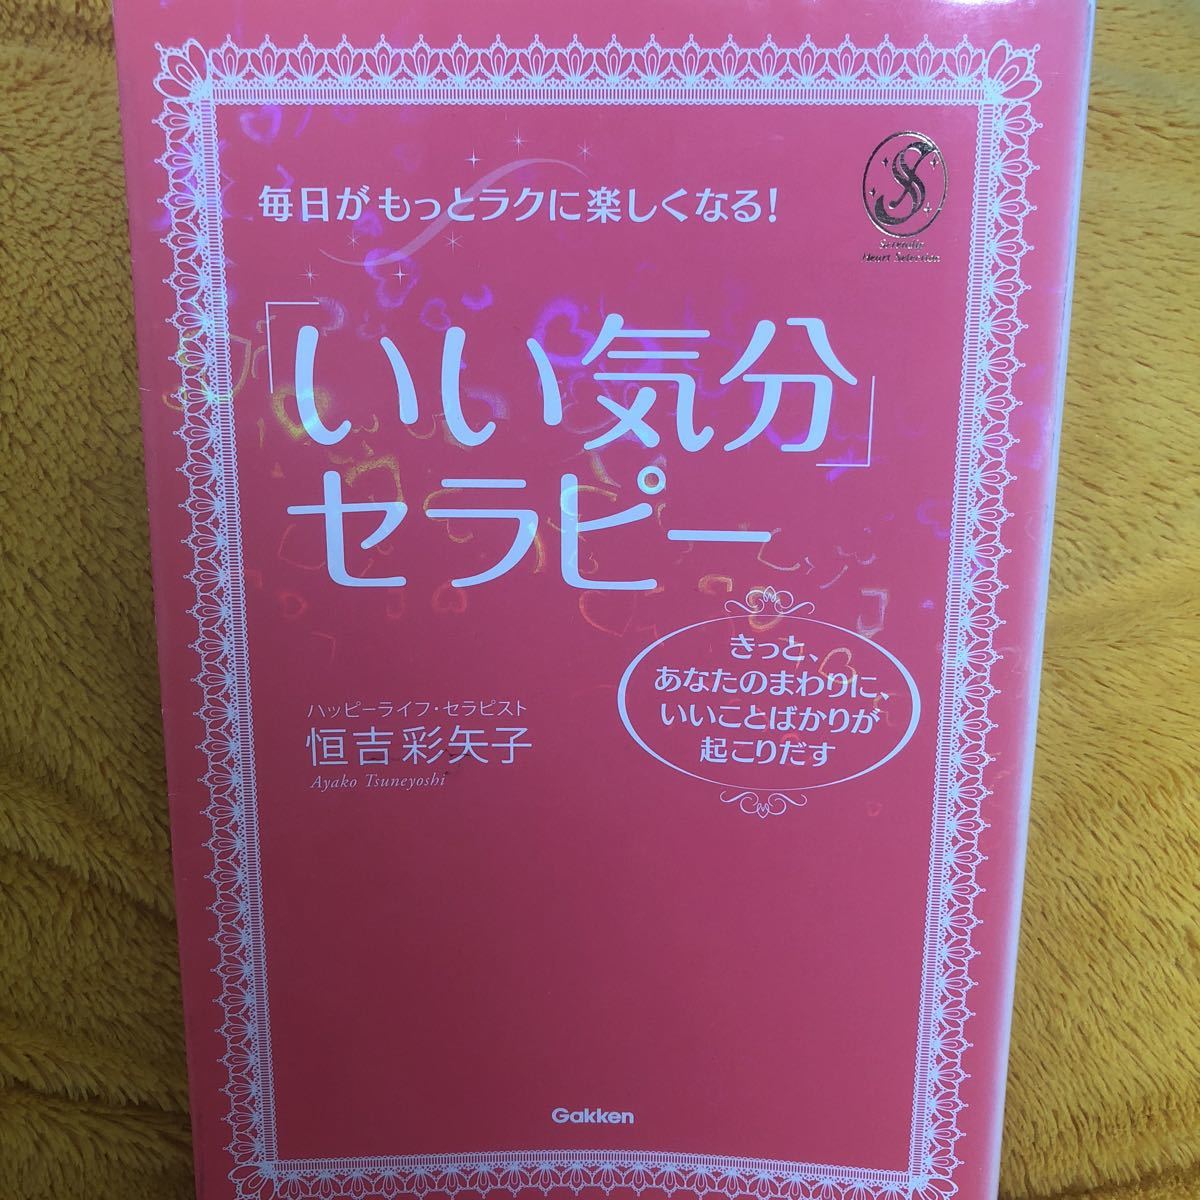 毎日がもっとラクに楽しくなる!
Serendip
Heart Selection
「いい気分」
セラピー
きっと、
あなたのまわりに、
いいことばかりが
起こりだす
ハッピーライフ・セラピスト
恒吉彩矢子
Ayako Tsuneyoshi
Gakken